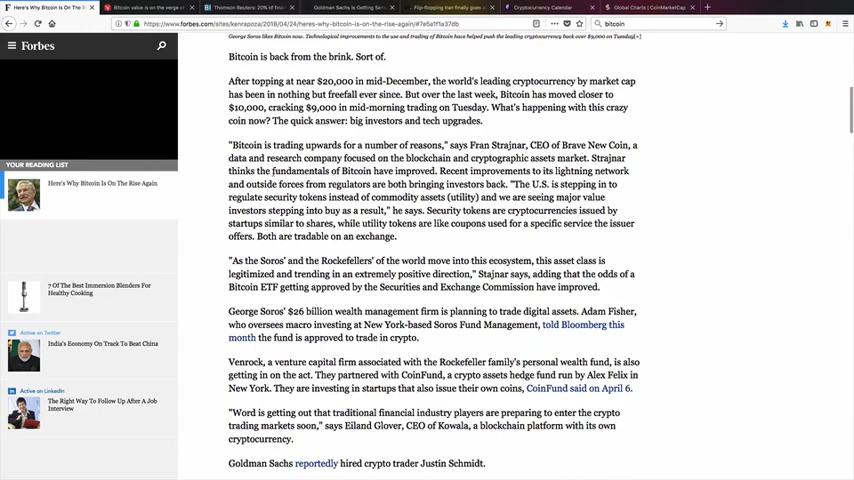 Here's Why Bitcoin Is On The R
Bitcoin value is on the verge o
Thomson Reuters: 20% of finan
Goldman Sachs is Getting Serio
Flip-flopping Iran finally goes
Cryptocurrency Calendar
Global Charts | CoinMarketCap
https://www.forbes.com/sites/kenrapoza/2018/04/24/heres-why-bitcoin-is-on-the-rise-again/#7e5a1f1a37db
bitcoin
George Soros likes Bitcoin now. Technological improvements to the use and trading of Bitcoin have helped push the leading cryptocurrency back over $9,000 on Tuesday[+]
Forbes
Bitcoin is back from the brink. Sort of.
After topping at near $20,000 in mid-December, the world's leading cryptocurrency by market cap
has been in nothing but freefall ever since. But over the last week, Bitcoin has moved closer to
$10,000, cracking $9,000 in mid-morning trading on Tuesday. What's happening with this crazy
coin now? The quick answer: big investors and tech upgrades.
"Bitcoin is trading upwards for a number of reasons," says Fran Strajnar, CEO of Brave New Coin, a
data and research company focused on the blockchain and cryptographic assets market. Strajnar
thinks the fundamentals of Bitcoin have improved. Recent improvements to its lightning network
and outside forces from regulators are both bringing investors back. "The U.S. is stepping in to
regulate security tokens instead of commodity assets (utility) and we are seeing major value
investors stepping into buy as a result," he says. Security tokens are cryptocurrencies issued by
startups similar to shares, while utility tokens are like coupons used for a specific service the issuer
offers. Both are tradable on an exchange.
"As the Soros' and the Rockefellers' of the world move into this ecosystem, this asset class is
legitimized and trending in an extremely positive direction," Stajnar says, adding that the odds of a
Bitcoin ETF getting approved by the Securities and Exchange Commission have improved.
George Soros' $26 billion wealth management firm is planning to trade digital assets. Adam Fisher,
who oversees macro investing at New York-based Soros Fund Management, told Bloomberg this
month the fund is approved to trade in crypto.
Venrock, a venture capital firm associated with the Rockefeller family's personal wealth fund, is also
getting in on the act. They partnered with CoinFund, a crypto assets hedge fund run by Alex Felix in
New York. They are investing in startups that also issue their own coins, CoinFund said on April 6.
"Word is getting out that traditional financial industry players are preparing to enter the crypto
trading markets soon," says Eiland Glover, CEO of Kowala, a blockchain platform with its own
cryptocurrency.
Goldman Sachs reportedly hired crypto trader Justin Schmidt.
YOUR READING LIST
Here's Why Bitcoin Is On The Rise
Again
7 Of The Best Immersion Blenders For
Healthy Cooking
Active on Twitter
India's Economy On Track To Beat
China
Active on LinkedIn
The Right Way To Follow Up After A Job
Interview